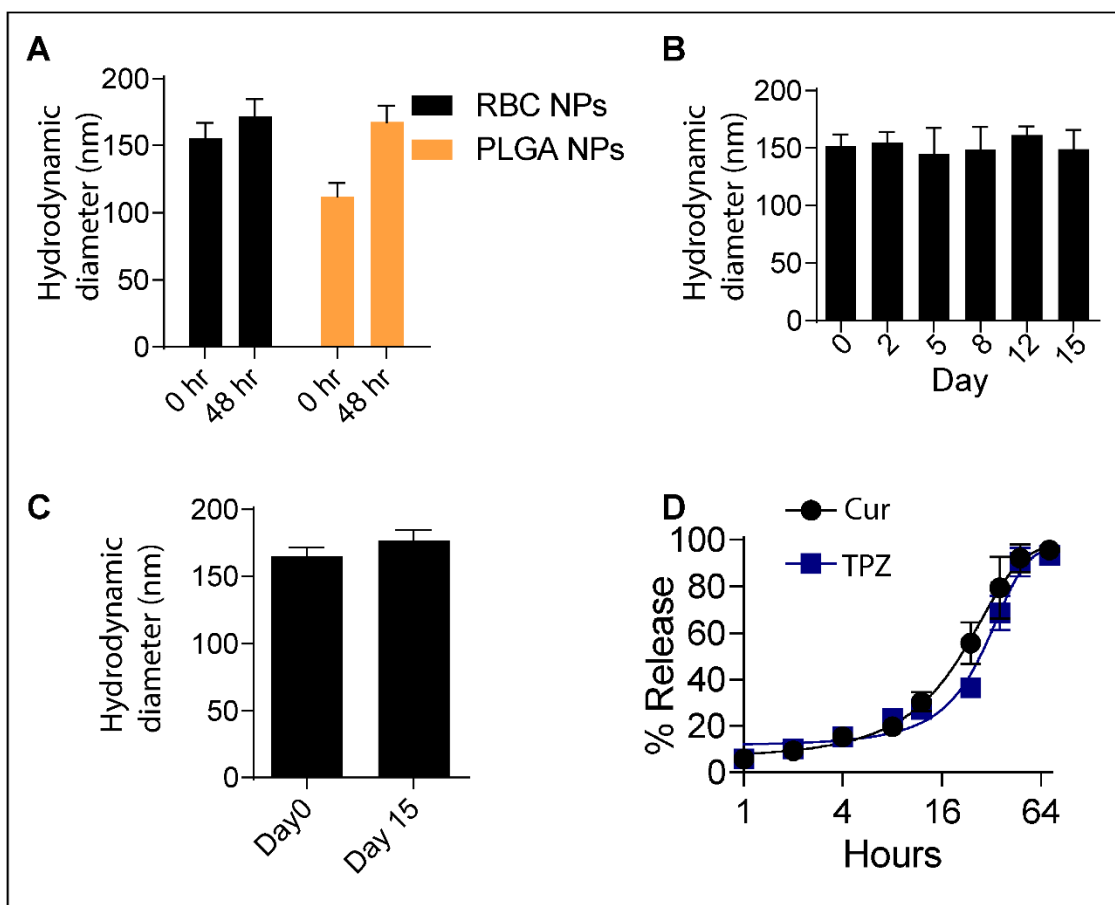 A
Hydrodynamic
diameter (nm)
200
150
100
50
0
0 hr
48 hr
0 hr
48 hr
RBC NPs
PLGA NPs
B
Hydrodynamic
diameter (nm)
200
150
100
50
0
0
2
5
8
12
15
Day
C
Hydrodynamic
diameter (nm)
200
150
100
50
0
Day0
Day 15
D
Cur
TPZ
% Release
100
80
60
40
20
0
1
4
16
64
Hours